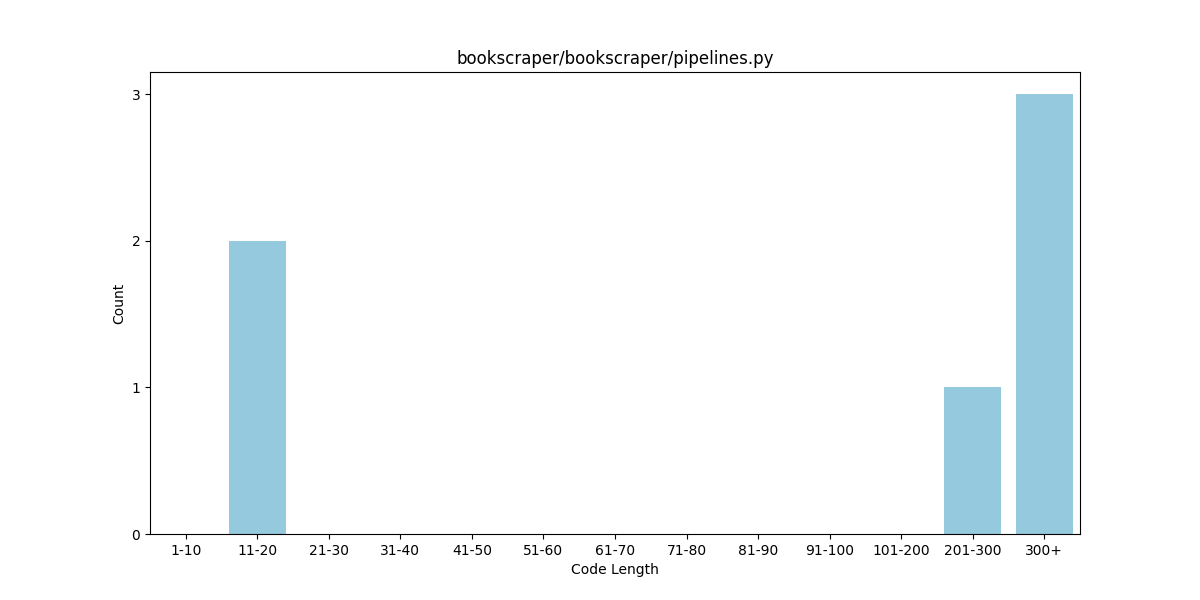 bookscraper/bookscraper/pipelines.py
3
2
1
0
Count
1-10 11-20 21-30 31-40 41-50 51-60 61-70 71-80 81-90 91-100 101-200 201-300 300+
Code Length